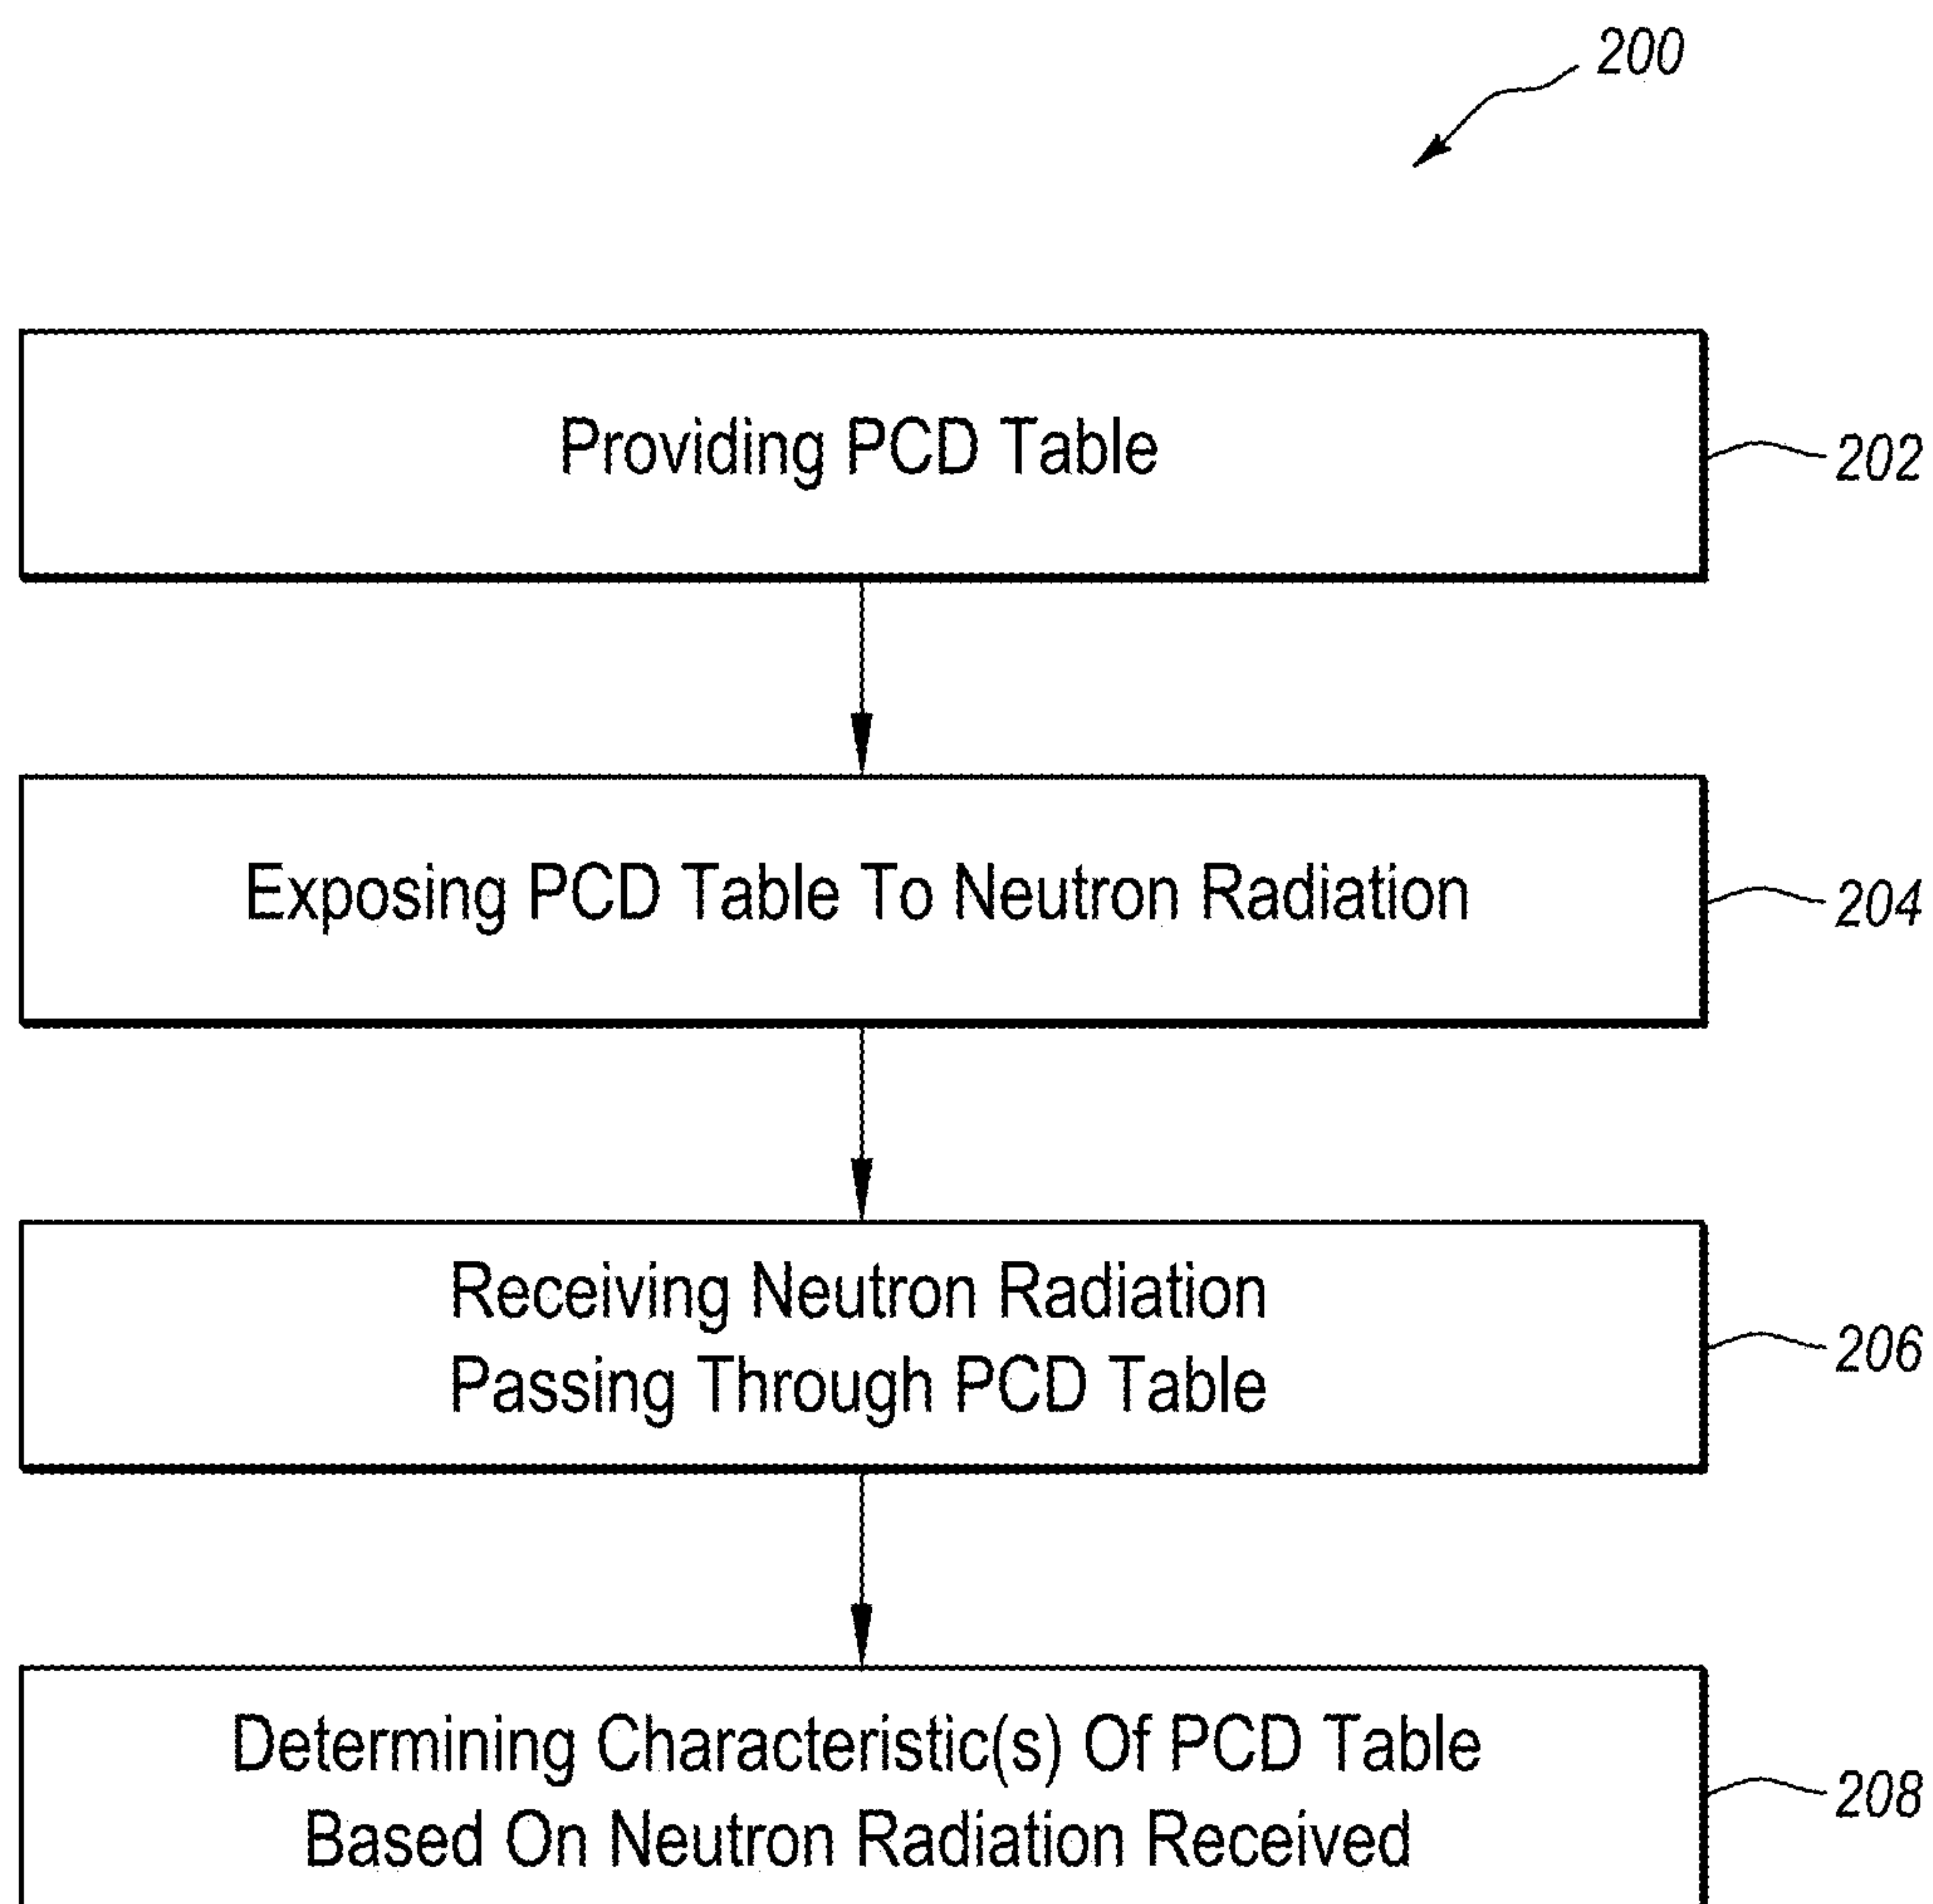 200
Providing PCD Table
202
Exposing PCD Table To Neutron Radiation
204
Receiving Neutron Radiation
Passing Through PCD Table
206
Determining Characteristic(s) Of PCD Table
Based On Neutron Radiation Received
208